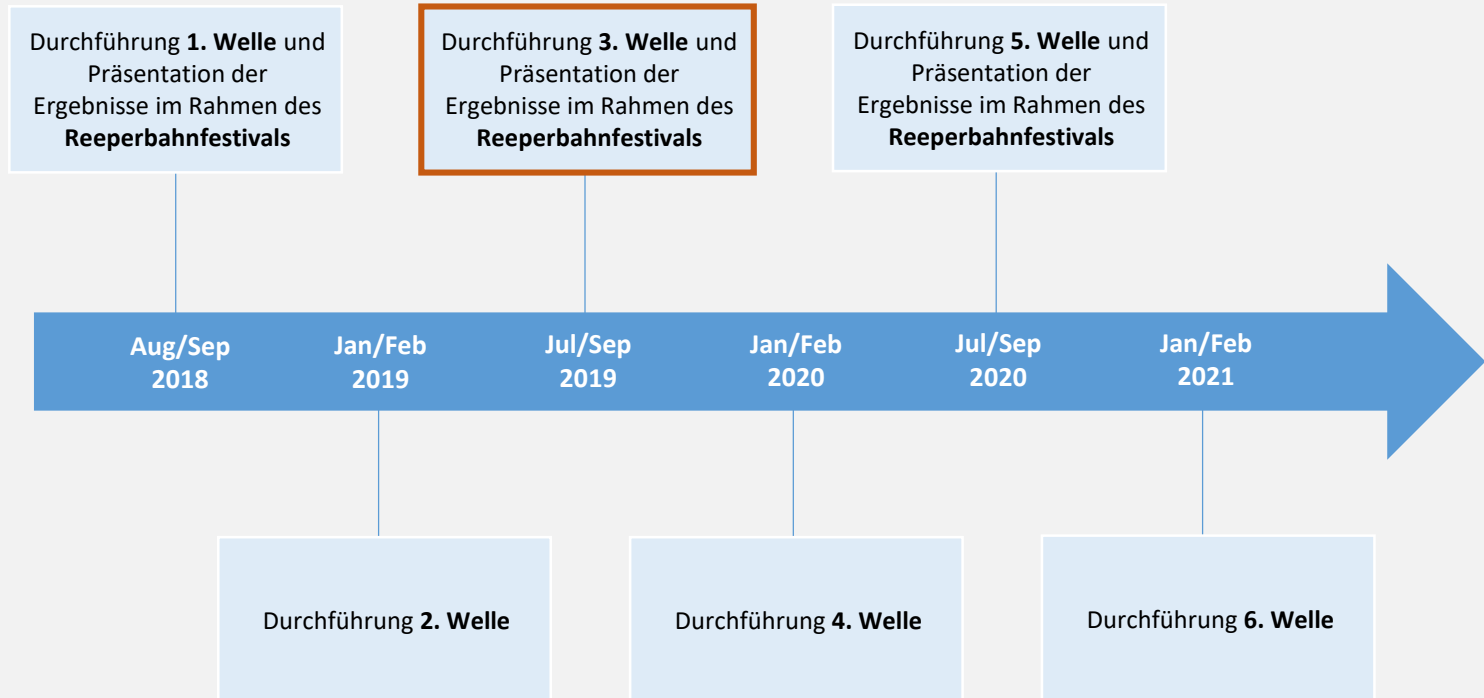 Durchführung 1. Welle und
Präsentation der
Ergebnisse im Rahmen des
Reeperbahnfestivals
Durchführung 3. Welle und
Präsentation der
Ergebnisse im Rahmen des
Reeperbahnfestivals
Durchführung 5. Welle und
Präsentation der
Ergebnisse im Rahmen des
Reeperbahnfestivals
Aug/Sep
2018
Jan/Feb
2019
Jul/Sep
2019
Jan/Feb
2020
Jul/Sep
2020
Jan/Feb
2021
Durchführung 2. Welle
Durchführung 4. Welle
Durchführung 6. Welle